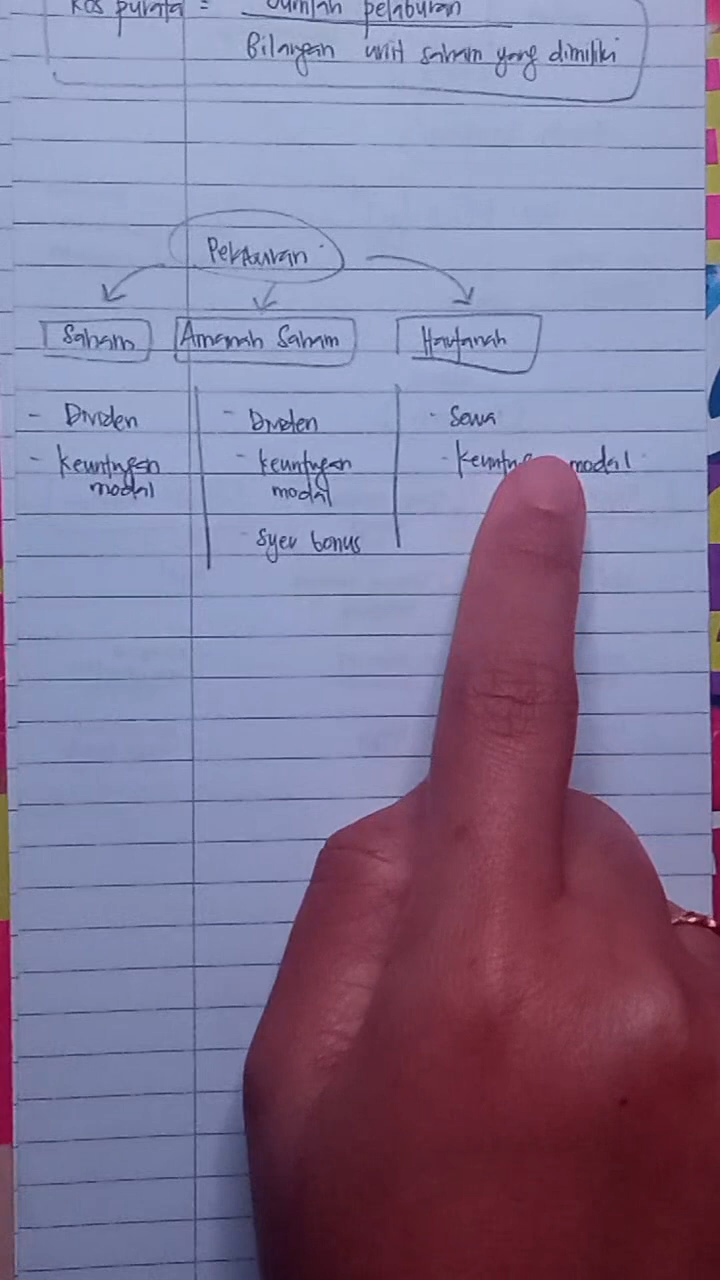 Kos purata = Jumlah pelaburan
Bilangan unit saham yang dimiliki
Pelaburan
Saham
Amanah Saham
Hartanah
- Dividen
- Keuntungan
modal
- Dividen
- Keuntungan
modal
Syer bonus
- Sewa
- modal